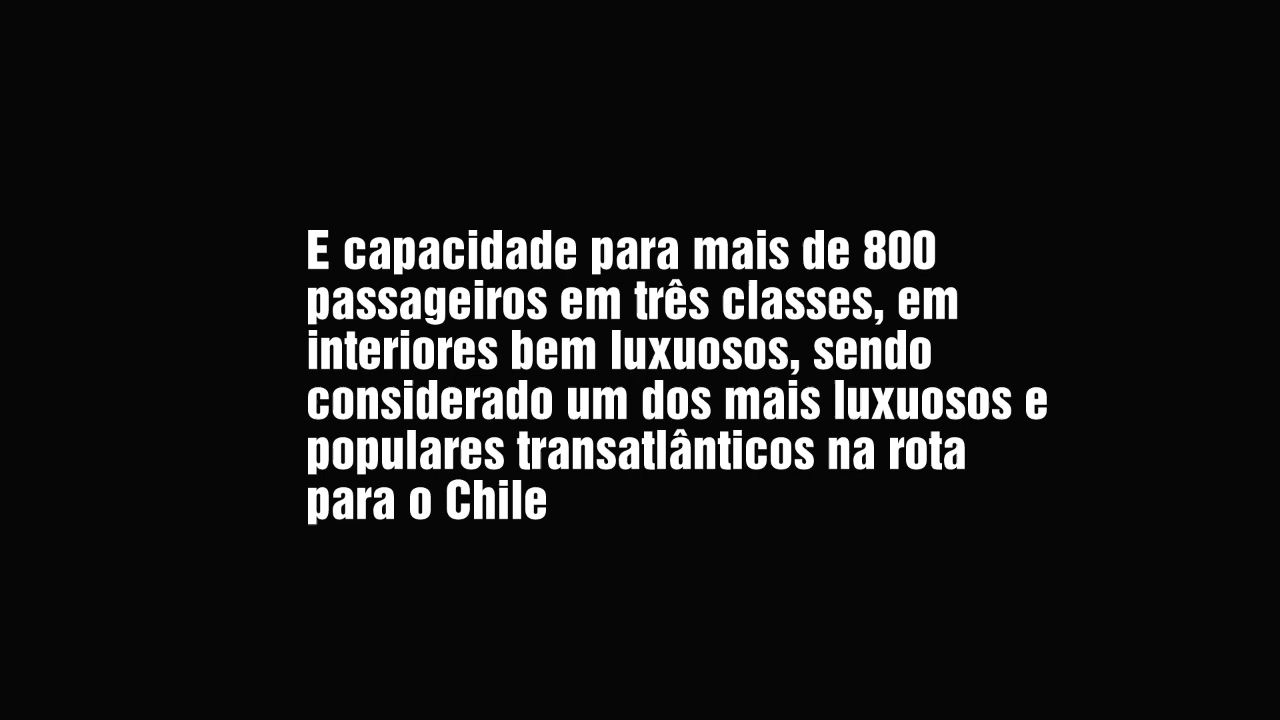 E capacidade para mais de 800
passageiros em três classes, em
interiores bem luxuosos, sendo
considerado um dos mais luxuosos e
populares transatlânticos na rota
para o Chile